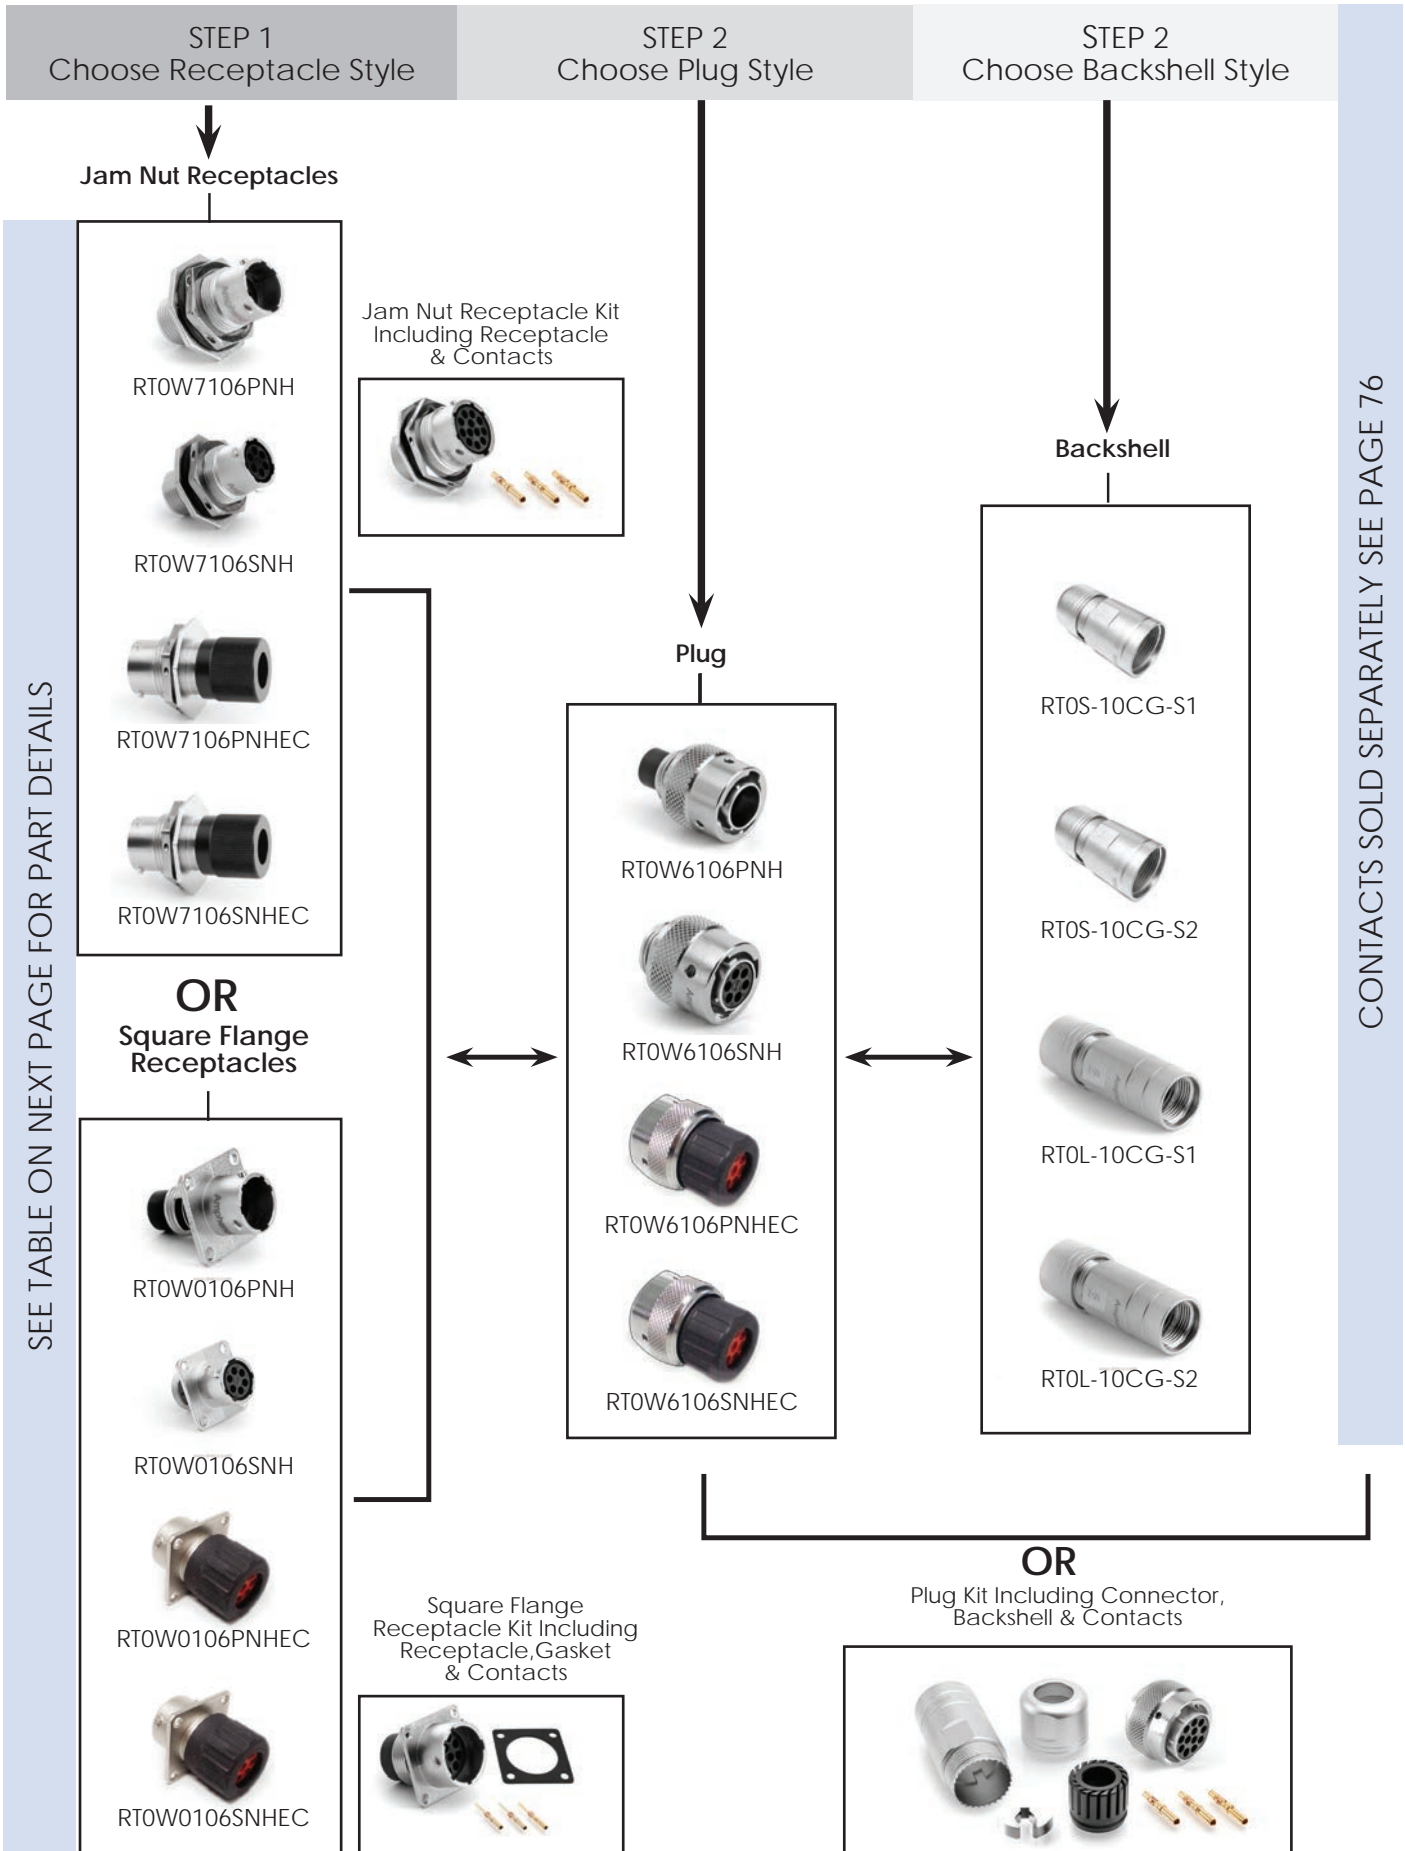 STEP 1
Choose Receptacle Style
STEP 2
Choose Plug Style
STEP 2
Choose Backshell Style
Jam Nut Receptacles
RT0W7106PNH
RT0W7106SNH
RT0W7106PNHEC
RT0W7106SNHEC
Jam Nut Receptacle Kit
Including Receptacle
& Contacts
OR
Square Flange
Receptacles
RT0W0106PNH
RT0W0106SNH
RT0W0106PNHEC
RT0W0106SNHEC
Square Flange
Receptacle Kit Including
Receptacle,Gasket
& Contacts
Plug
RT0W6106PNH
RT0W6106SNH
RT0W6106PNHEC
RT0W6106SNHEC
Backshell
RT0S-10CG-S1
RT0S-10CG-S2
RT0L-10CG-S1
RT0L-10CG-S2
OR
Plug Kit Including Connector,
Backshell & Contacts
SEE TABLE ON NEXT PAGE FOR PART DETAILS
CONTACTS SOLD SEPARATELY SEE PAGE 76